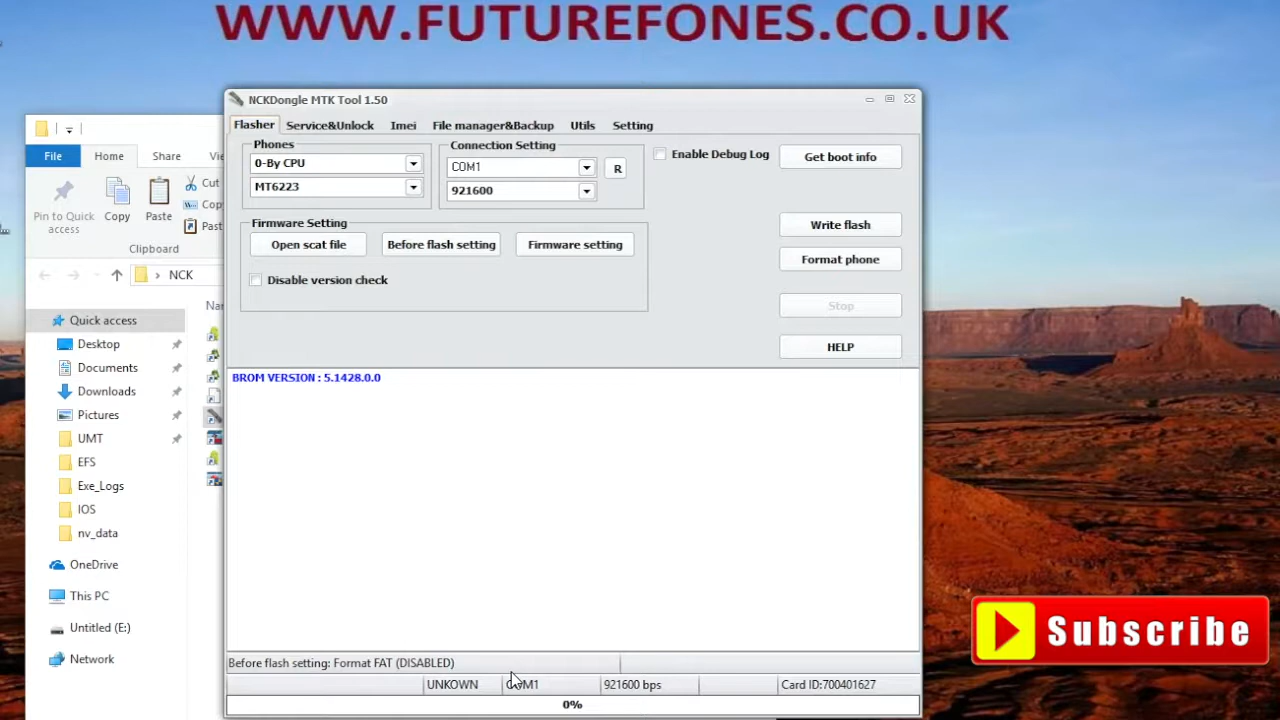 WWW.FUTUREFONES.CO.UK
NCKDongle MTK Tool 1.50
Flasher Service&Unlock Imei File manager&Backup Utils Setting
Phones
0-By CPU
MT6223
Connection Setting
COM1
R
921600
Enable Debug Log
Get boot info
Firmware Setting
Open scat file
Before flash setting
Firmware setting
Disable version check
Write flash
Format phone
Stop
HELP
BROM VERSION : 5.1428.0.0
Before flash setting: Format FAT (DISABLED)
UNKOWN
COM1
921600 bps
Card ID:700401627
0%
File Home Share
Pin to Quick
access
Copy
Paste
Cut
Clipboard
NCK
Quick access
Desktop
Documents
Downloads
Pictures
UMT
EFS
Exe_Logs
IOS
nv_data
OneDrive
This PC
Untitled (E:)
Network
Subscribe